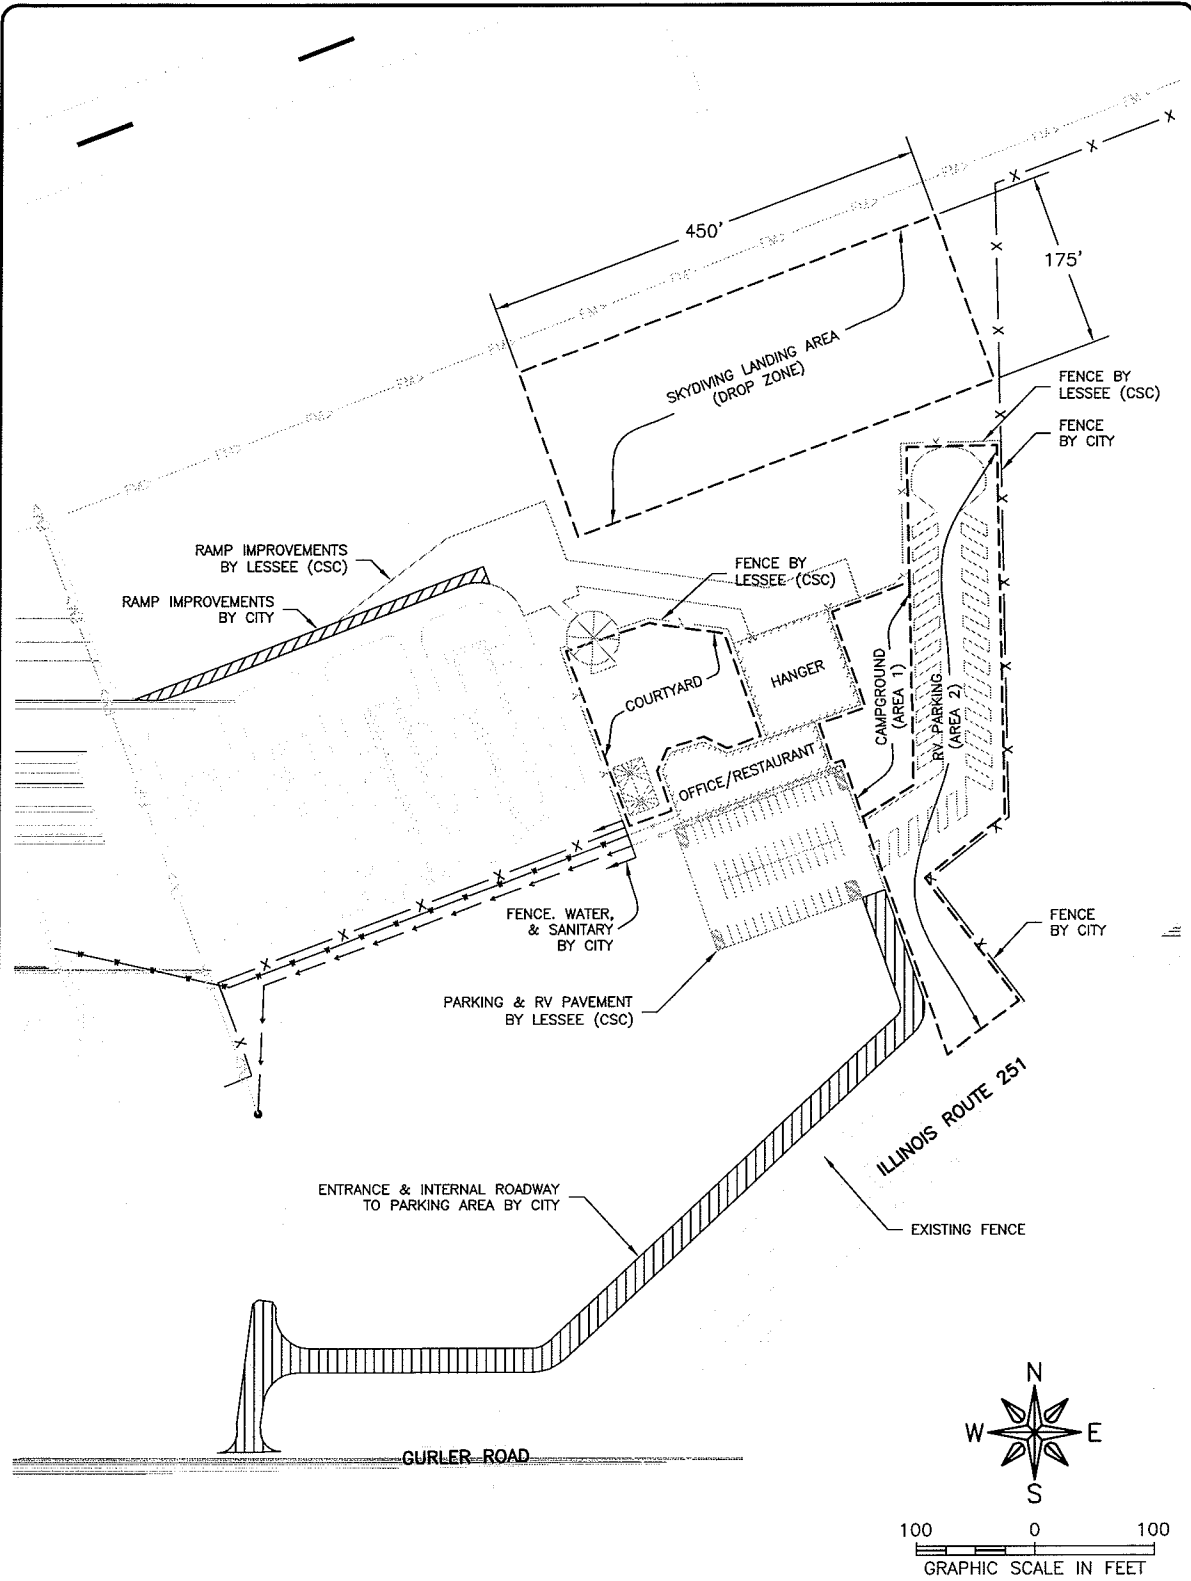 450'
175'
SKYDIVING LANDING AREA
(DROP ZONE)
FENCE BY
LESSEE (CSC)
FENCE
BY CITY
RAMP IMPROVEMENTS
BY LESSEE (CSC)
RAMP IMPROVEMENTS
BY CITY
FENCE BY
LESSEE (CSC)
COURTYARD
HANGER
CAMPGROUND
(AREA 1)
RV PARKING
(AREA 2)
OFFICE/RESTAURANT
FENCE. WATER,
& SANITARY
BY CITY
FENCE
BY CITY
PARKING & RV PAVEMENT
BY LESSEE (CSC)
ILLINOIS ROUTE 251
ENTRANCE & INTERNAL ROADWAY
TO PARKING AREA BY CITY
EXISTING FENCE
GURLER ROAD
N
W E
S
100 0 100
GRAPHIC SCALE IN FEET